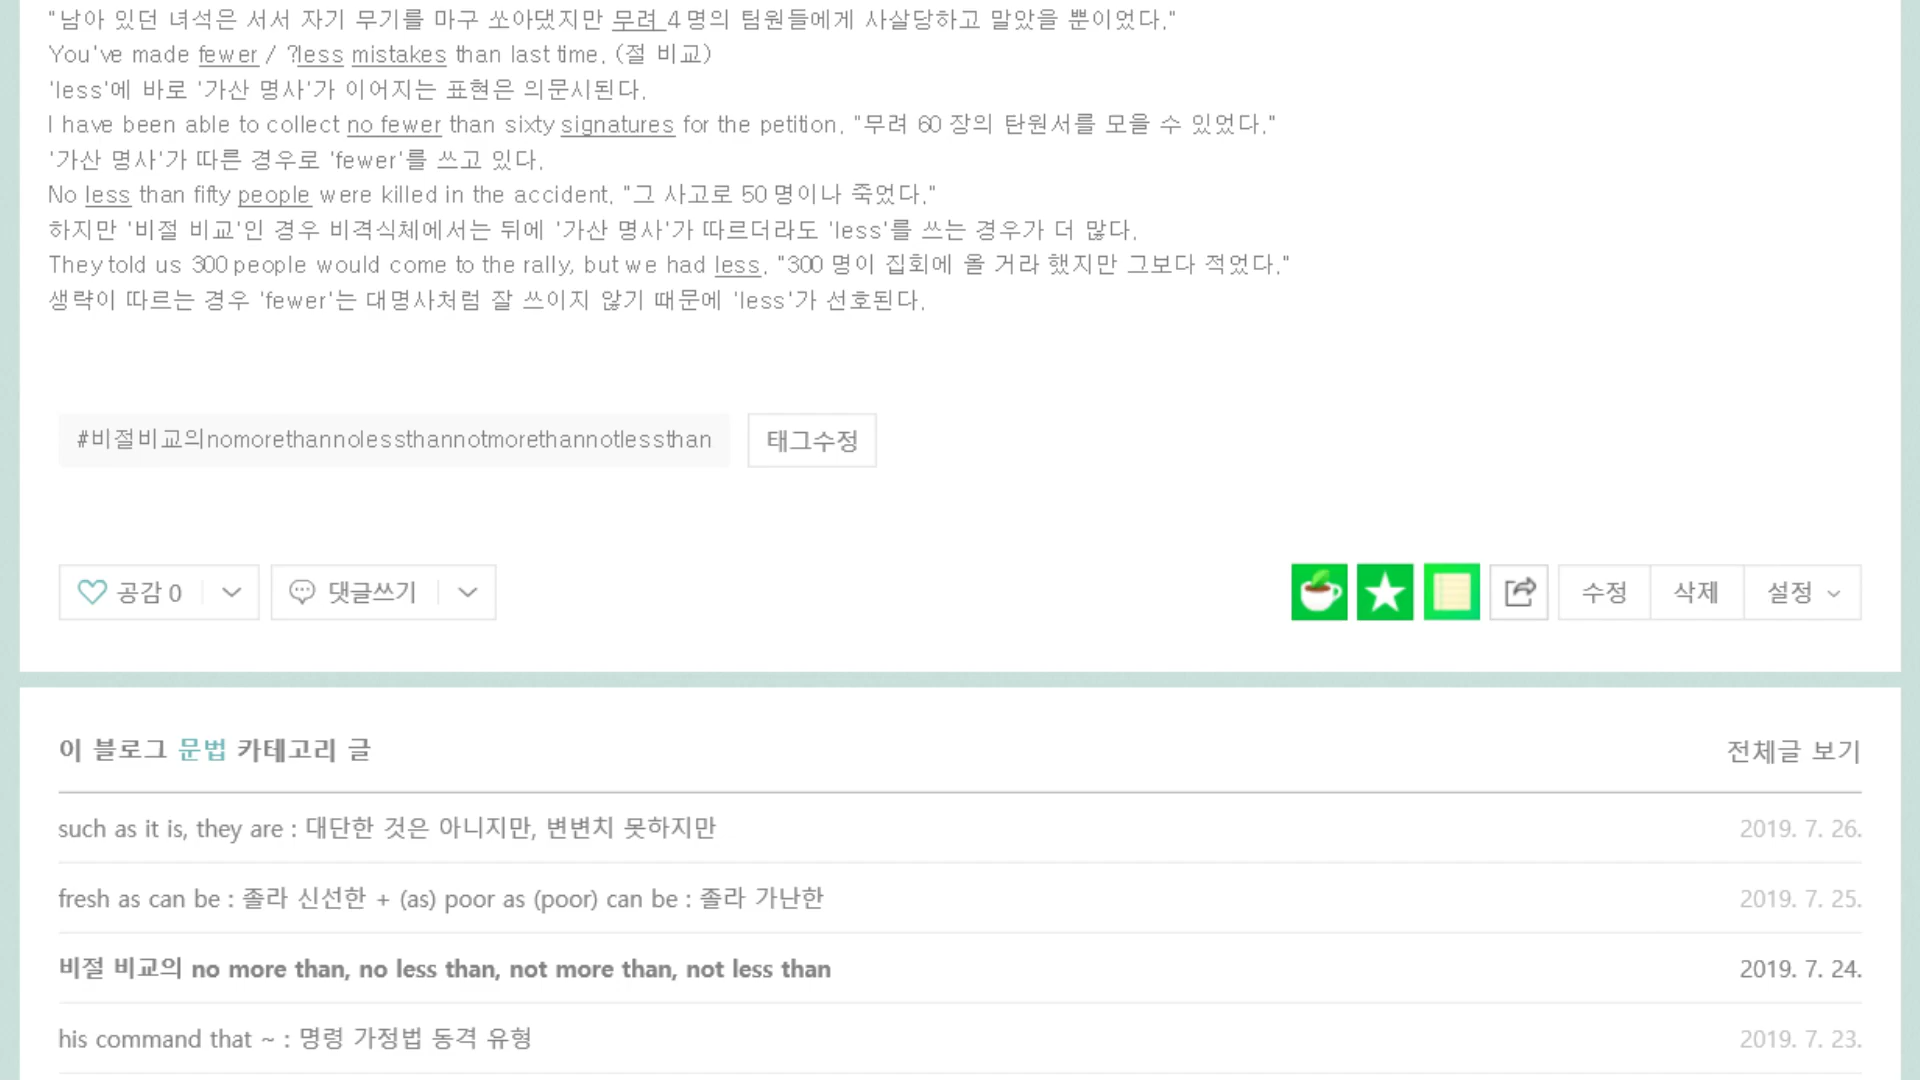 "남아 있던 녀석은 서서 자기 무기를 마구 쏘아댔지만 무려 4명의 팀원들에게 사살당하고 말았을 뿐이었다."
You've made fewer / ?less mistakes than last time. (절 비교)
'less'에 바로 '가산 명사'가 이어지는 표현은 의문시된다.
I have been able to collect no fewer than sixty signatures for the petition. "무려 60 장의 탄원서를 모을 수 있었다."
'가산 명사'가 따른 경우로 'fewer'를 쓰고 있다.
No less than fifty people were killed in the accident. "그 사고로 50 명이나 죽었다."
하지만 '비절 비교'인 경우 비격식체에서는 뒤에 '가산 명사'가 따르더라도 'less'를 쓰는 경우가 더 많다.
They told us 300 people would come to the rally, but we had less. "300 명이 집회에 올 거라 했지만 그보다 적었다."
생략이 따르는 경우 'fewer'는 대명사처럼 잘 쓰이지 않기 때문에 'less'가 선호된다.
#비절비교의nomorethannolessthannotmorethannotlessthan 태그수정
공감 0 댓글쓰기 수정 삭제 설정
이 블로그 문법 카테고리 글 전체글 보기
such as it is, they are : 대단한 것은 아니지만, 변변치 못하지만 2019. 7. 26.
fresh as can be : 졸라 신선한 + (as) poor as (poor) can be : 졸라 가난한 2019. 7. 25.
비절 비교의 no more than, no less than, not more than, not less than 2019. 7. 24.
his command that ~ : 명령 가정법 동격 유형 2019. 7. 23.